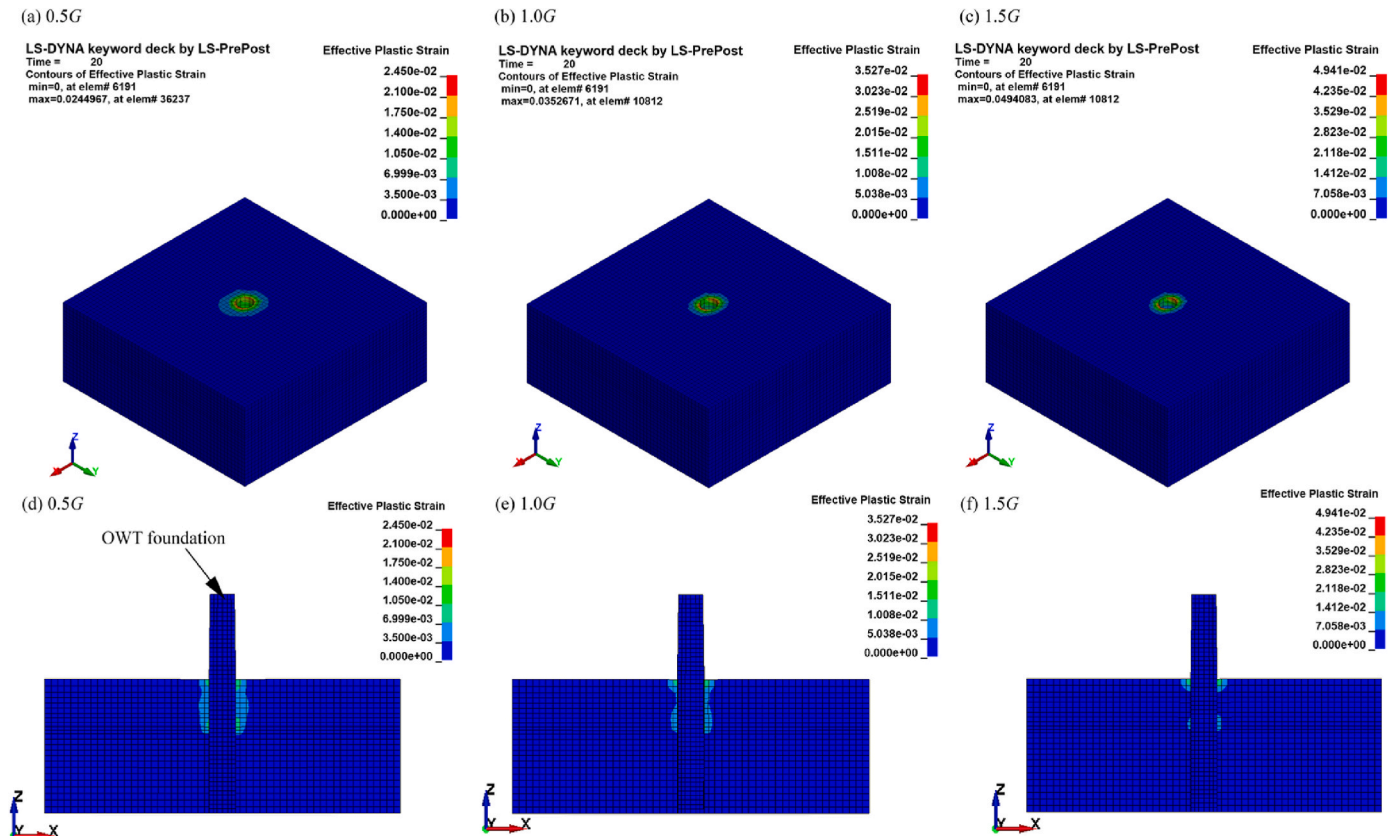 (a) 0.5G
LS-DYNA keyword deck by LS-PrePost
Time = 20
Contours of Effective Plastic Strain
min=0, at elem# 6191
max=0.0244967, at elem# 36237
Effective Plastic Strain
2.450e-02
2.100e-02
1.750e-02
1.400e-02
1.050e-02
6.999e-03
3.500e-03
0.000e+00
Z
X
Y
(b) 1.0G
LS-DYNA keyword deck by LS-PrePost
Time = 20
Contours of Effective Plastic Strain
min=0, at elem# 6191
max=0.0352671, at elem# 10812
Effective Plastic Strain
3.527e-02
3.023e-02
2.519e-02
2.015e-02
1.511e-02
1.008e-02
5.038e-03
0.000e+00
Z
X
Y
(c) 1.5G
LS-DYNA keyword deck by LS-PrePost
Time = 20
Contours of Effective Plastic Strain
min=0, at elem# 6191
max=0.0494083, at elem# 10812
Effective Plastic Strain
4.941e-02
4.235e-02
3.529e-02
2.823e-02
2.118e-02
1.412e-02
7.058e-03
0.000e+00
Z
X
Y
(d) 0.5G
OWT foundation
Effective Plastic Strain
2.450e-02
2.100e-02
1.750e-02
1.400e-02
1.050e-02
6.999e-03
3.500e-03
0.000e+00
Z
Y X
(e) 1.0G
Effective Plastic Strain
3.527e-02
3.023e-02
2.519e-02
2.015e-02
1.511e-02
1.008e-02
5.038e-03
0.000e+00
Z
Y X
(f) 1.5G
Effective Plastic Strain
4.941e-02
4.235e-02
3.529e-02
2.823e-02
2.118e-02
1.412e-02
7.058e-03
0.000e+00
Z
Y X